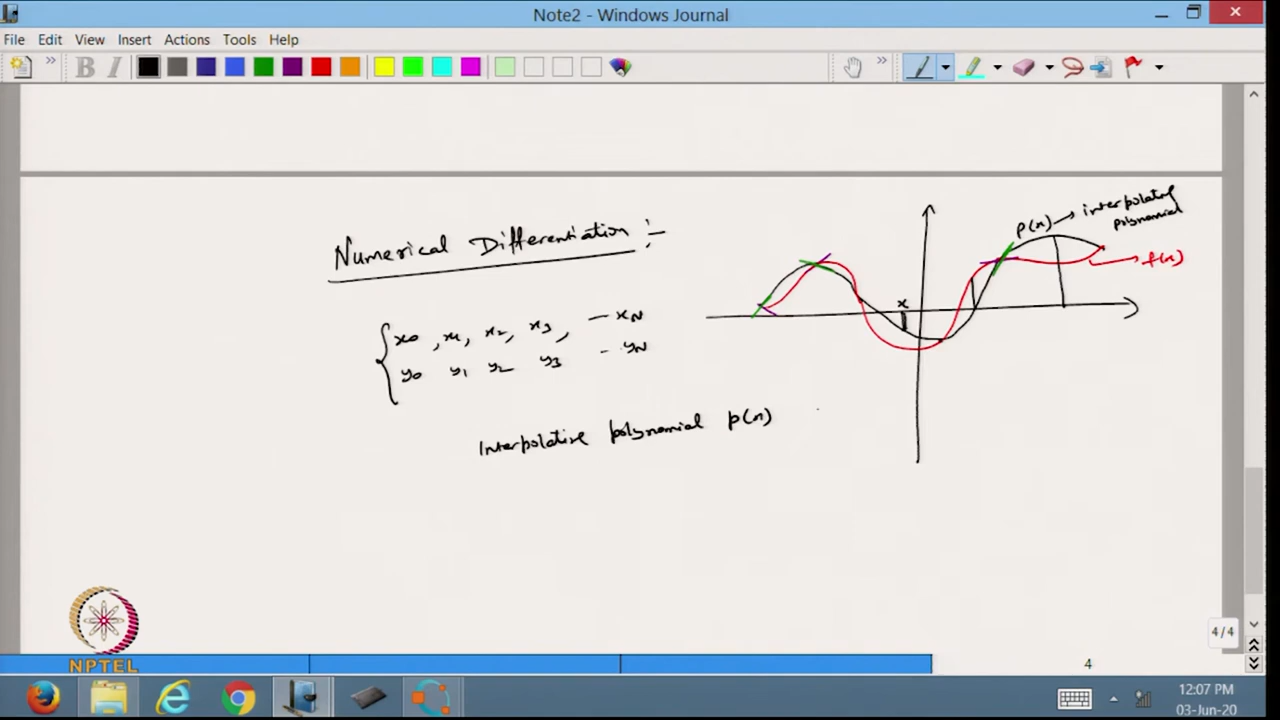 Note2 - Windows Journal
File Edit View Insert Actions Tools Help
Numerical Differentiation :-
x0, x1, x2, x3, — xN
y0 y1 y2 y3 - yN
Interpolative polynomial p(x)
p(x) → interpolating
polynomial
f(x)
x
4/4
4
NPTEL
12:07 PM
03-Jun-20